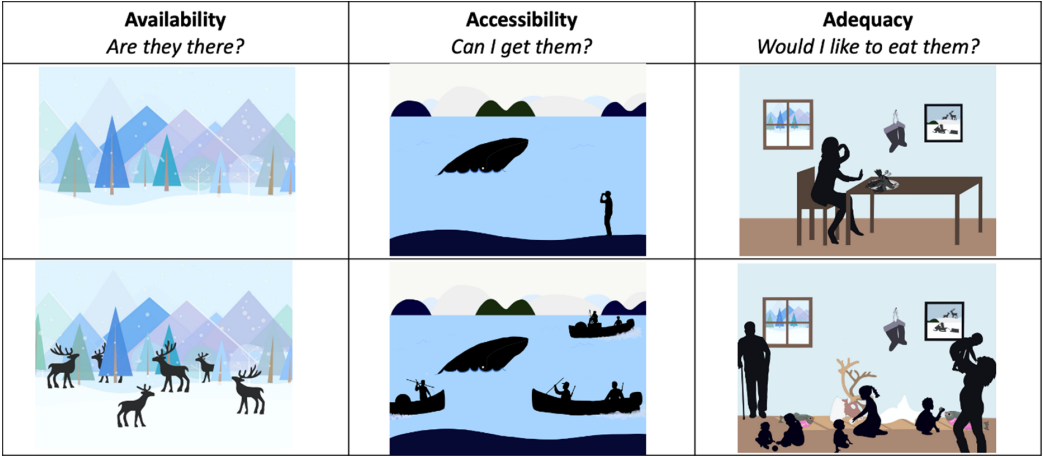 Availability
Are they there?
Accessibility
Can I get them?
Adequacy
Would I like to eat them?